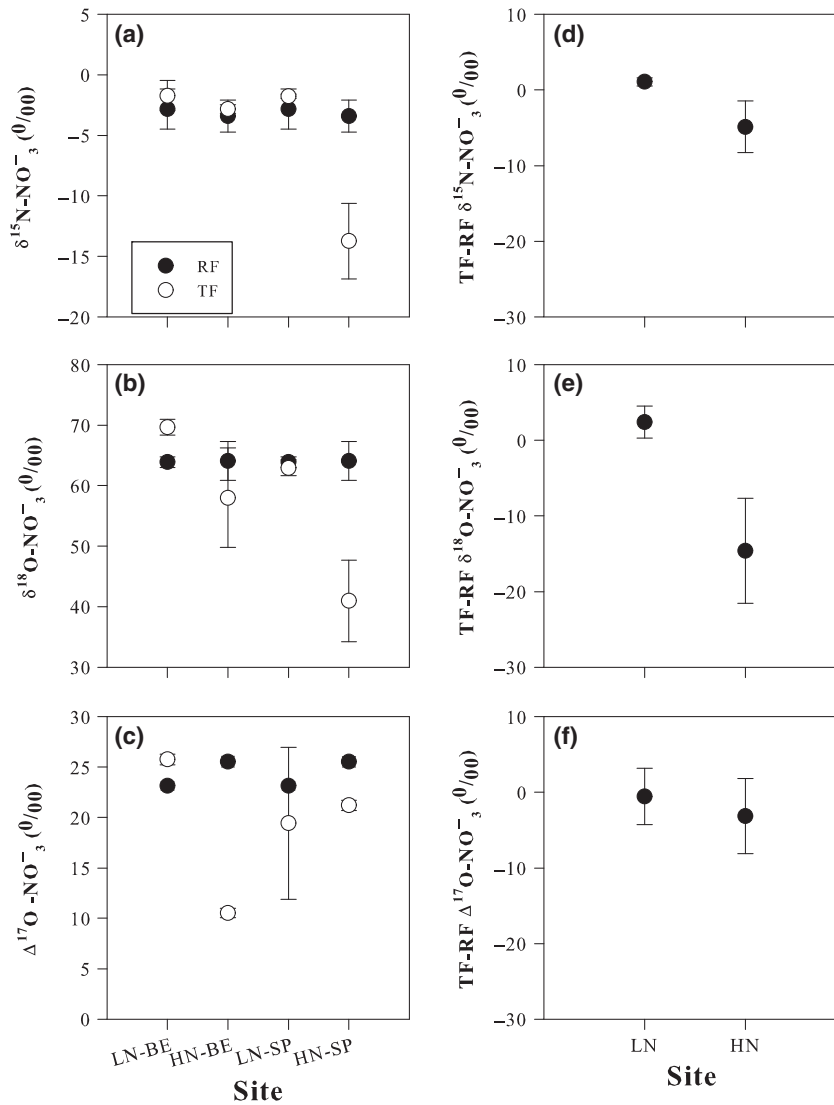 (a)
5
0
−5
−10
−15
−20
δ15N-NO−3 (0/00)
RF
TF
(b)
80
70
60
50
40
30
δ18O-NO−3 (0/00)
(c)
30
25
20
15
10
5
0
Δ17O -NO−3 (0/00)
LN-BE
HN-BE
LN-SP
HN-SP
Site
(d)
10
0
−10
−20
−30
TF-RF δ15N-NO−3 (0/00)
(e)
10
0
−10
−20
−30
TF-RF δ18O-NO−3 (0/00)
(f)
10
0
−10
−20
−30
TF-RF Δ17O-NO−3 (0/00)
LN
HN
Site